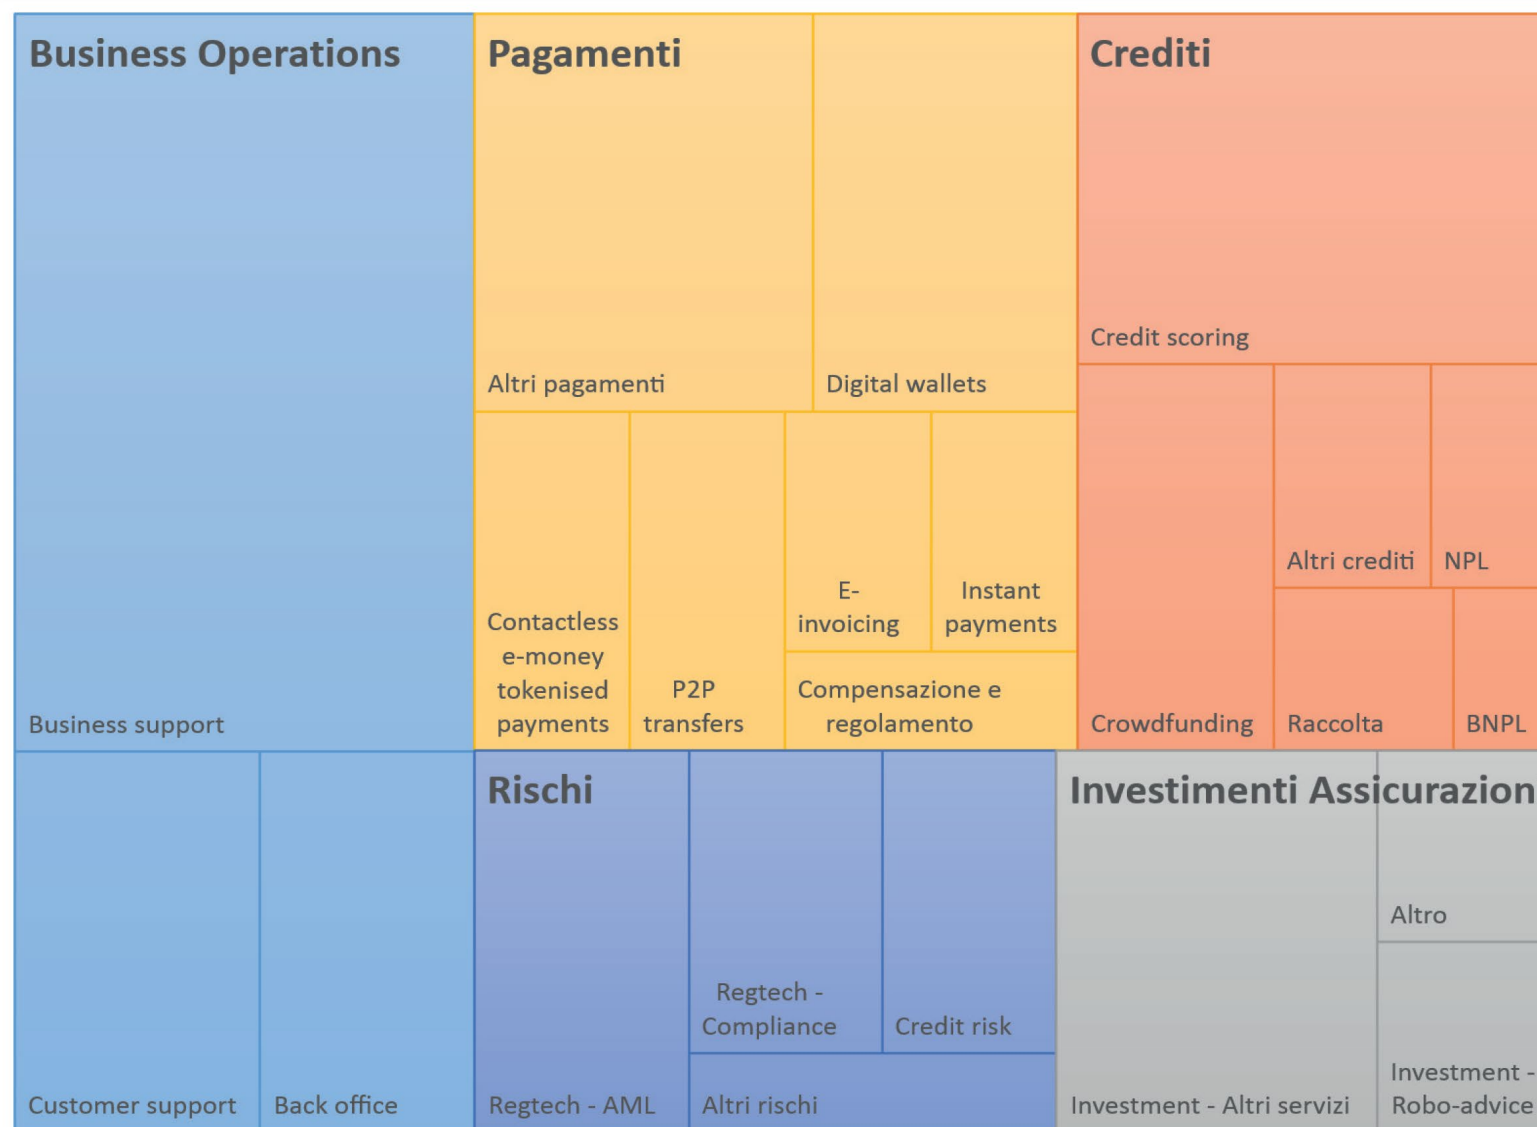 Business Operations
Business support
Customer support
Back office
Pagamenti
Altri pagamenti
Digital wallets
Contactless
e-money
tokenised
payments
P2P
transfers
E-
invoicing
Instant
payments
Compensazione e
regolamento
Crediti
Credit scoring
Crowdfunding
Altri crediti
NPL
Raccolta
BNPL
Rischi
Regtech - AML
Regtech -
Compliance
Credit risk
Altri rischi
Investimenti Assicurazion
Investment - Altri servizi
Altro
Investment -
Robo-advice